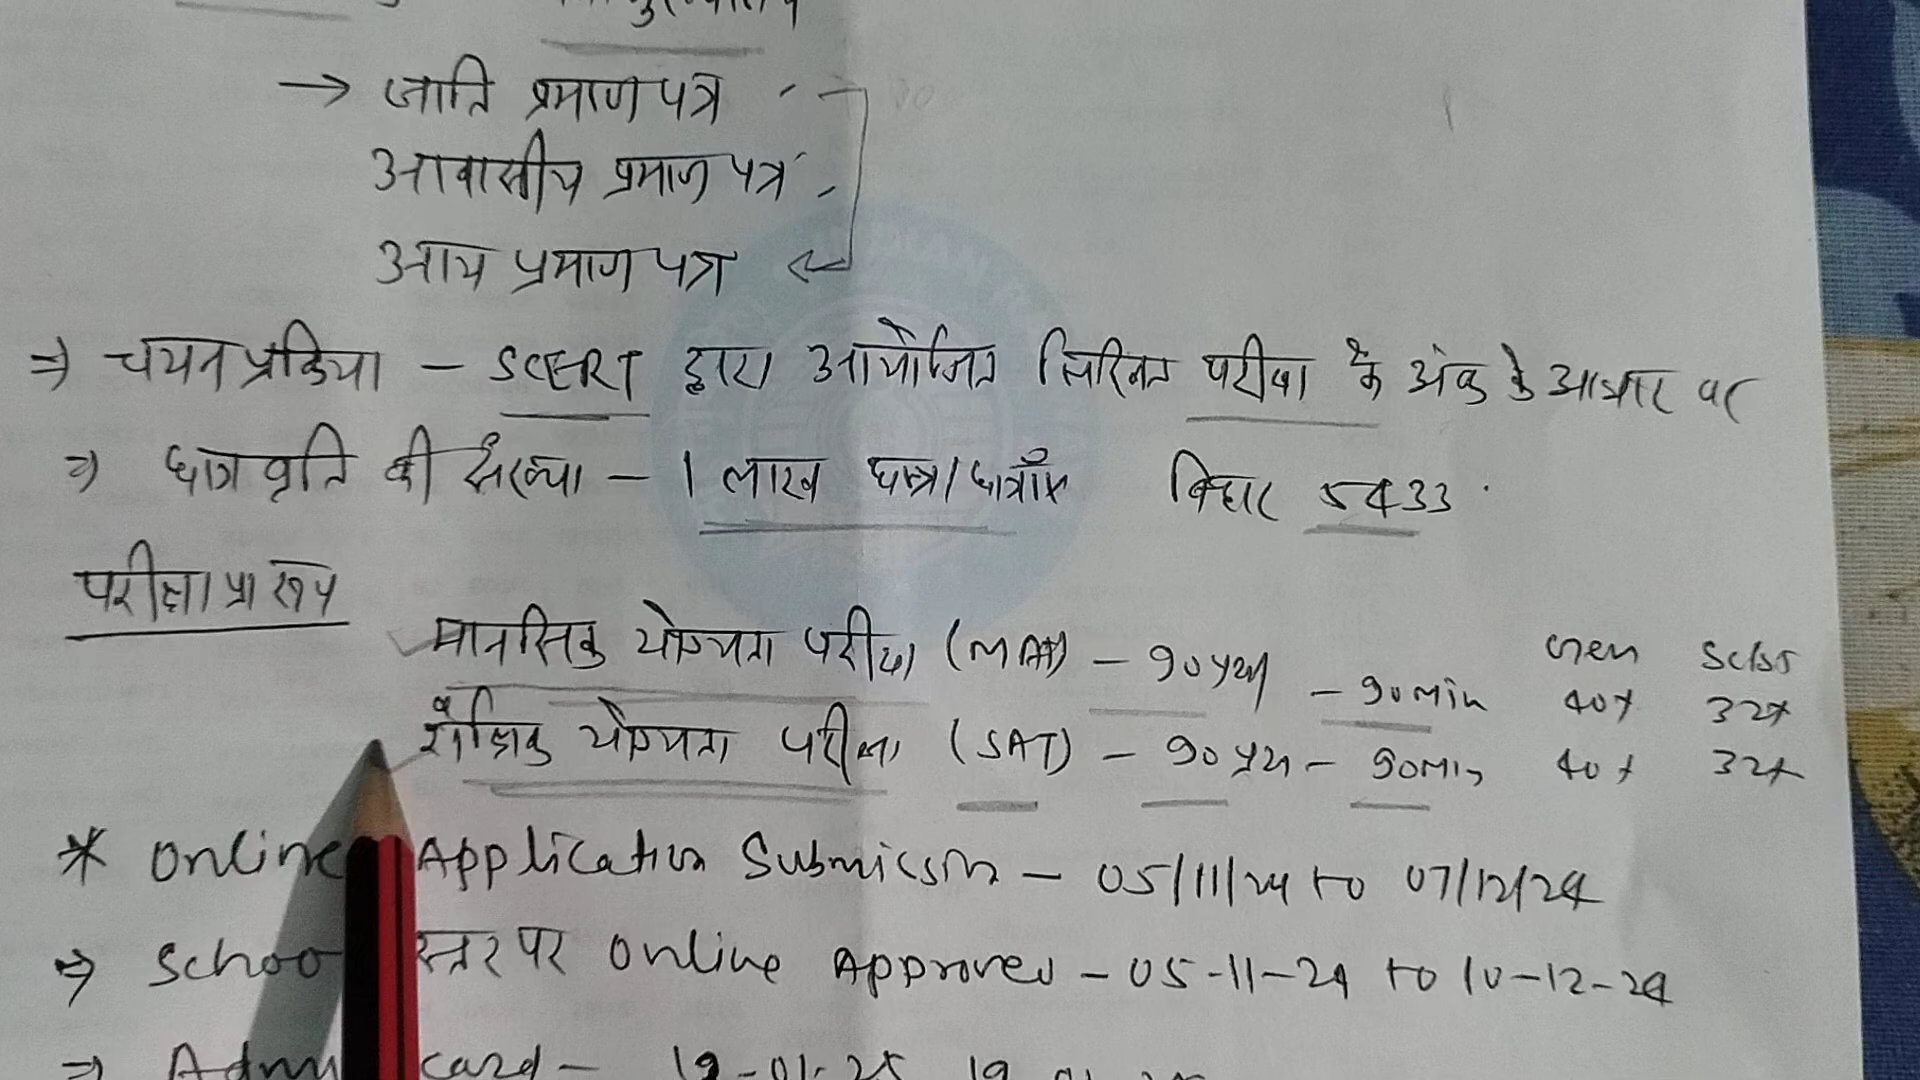 → जाति प्रमाण पत्र
आवासीय प्रमाण पत्र
आय प्रमाण पत्र
⇒ चयन प्रक्रिया – SCERT द्वारा आयोजित लिखित परीक्षा के अंक के आधार पर
⇒ छात्रवृति की संख्या – 1 लाख छात्र/छात्राँए बिहार 5433
परीक्षा प्रारूप
Gen SC/ST
मानसिक योग्यता परीक्षा (MAT) – 90 प्रश्न – 90 min 40% 32%
शैक्षिक योग्यता परीक्षा (SAT) – 90 प्रश्न – 90 Min 40% 32%
* Online Application Submission – 05/11/24 to 07/12/24
⇒ Schoo स्तर पर Online Approved – 05-11-24 to 10-12-24
⇒ card –